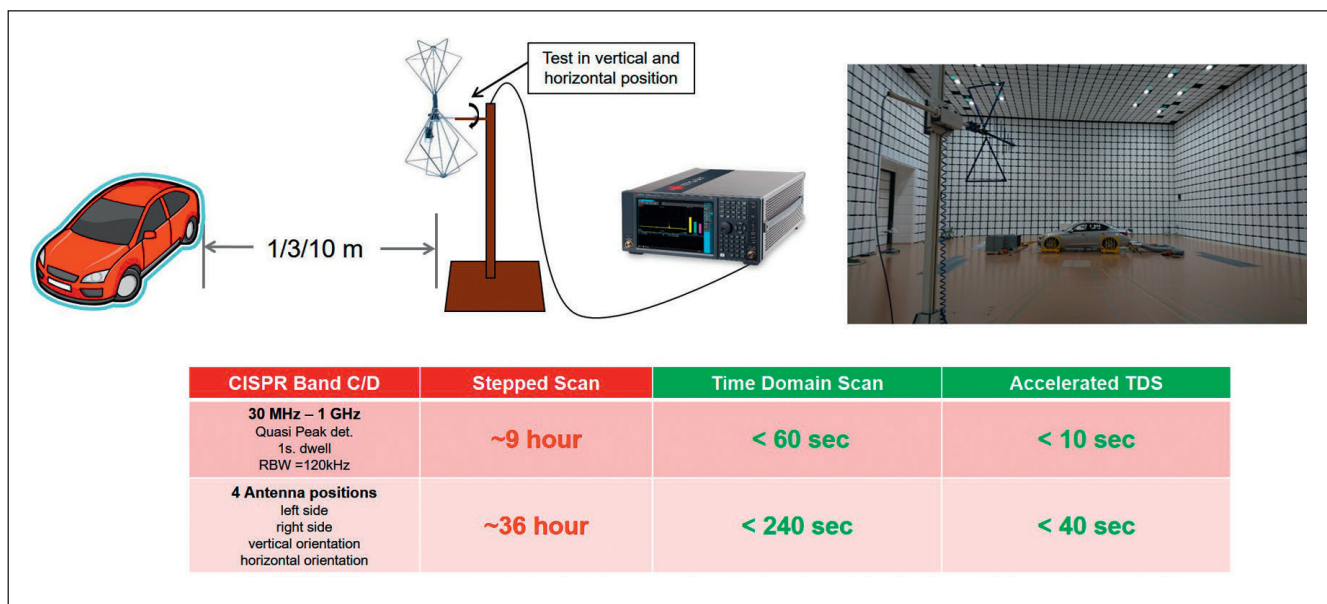 Test in vertical and
horizontal position
1/3/10 m
CISPR Band C/D
Stepped Scan
Time Domain Scan
Accelerated TDS
30 MHz – 1 GHz
Quasi Peak det.
1s. dwell
RBW =120kHz
~9 hour
< 60 sec
< 10 sec
4 Antenna positions
left side
right side
vertical orientation
horizontal orientation
~36 hour
< 240 sec
< 40 sec